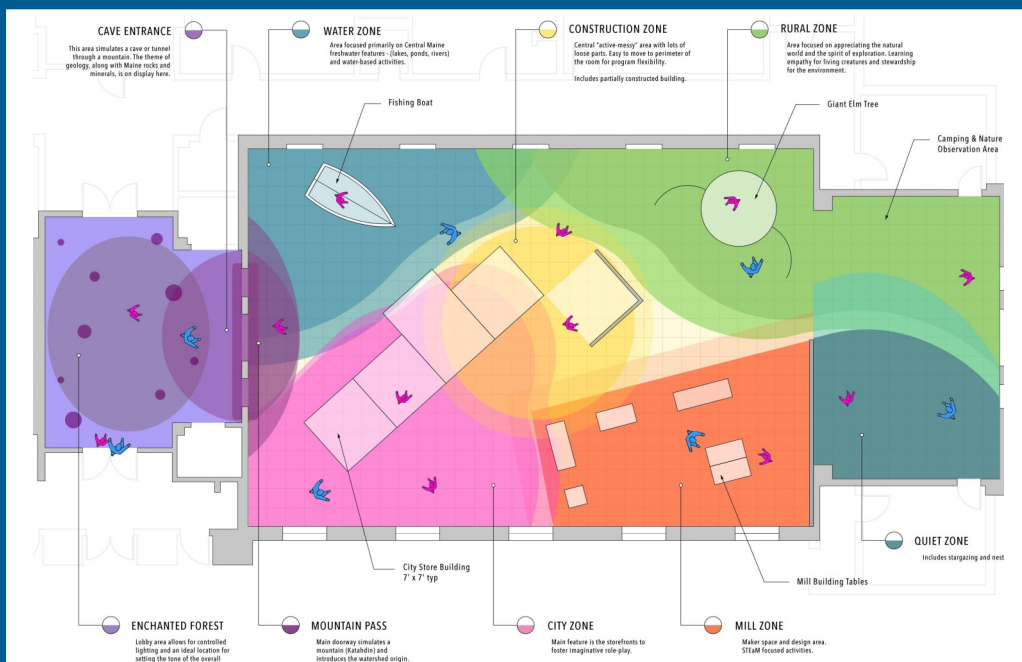 CAVE ENTRANCE
This area simulates a cave or tunnel
through a mountain. The theme of
geology, along with Maine rocks and
minerals, is on display here.
WATER ZONE
Area focused primarily on Central Maine
freshwater features - (lakes, ponds, rivers)
and water-based activities.
CONSTRUCTION ZONE
Central "active-messy" area with lots of
loose parts. Easy to move to perimeter of
the room for program flexibility.
Includes partially constructed building.
RURAL ZONE
Area focused on appreciating the natural
world and the spirit of exploration. Learning
empathy for living creatures and stewardship
for the environment.
Fishing Boat
Giant Elm Tree
Camping & Nature
Observation Area
City Store Building
7' x 7' typ
Mill Building Tables
QUIET ZONE
Includes stargazing and nest
ENCHANTED FOREST
Lobby area allows for controlled
lighting and an ideal location for
setting the tone of the overall
MOUNTAIN PASS
Main doorway simulates a
mountain (Katahdin) and
introduces the watershed origin.
CITY ZONE
Main feature is the storefronts to
foster imaginative role-play.
MILL ZONE
Maker space and design area.
STEaM focused activities.